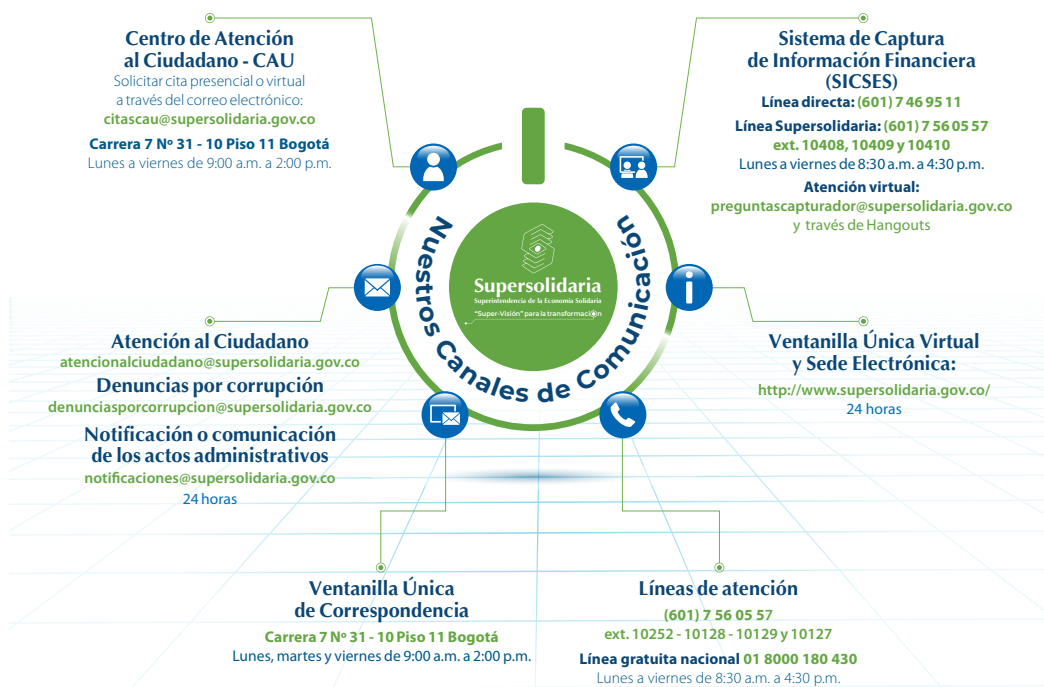 Centro de Atención
al Ciudadano - CAU
Solicitar cita presencial o virtual
a través del correo electrónico:
citascau@supersolidaria.gov.co
Carrera 7 Nº 31 - 10 Piso 11 Bogotá
Lunes a viernes de 9:00 a.m. a 2:00 p.m.
Sistema de Captura
de Información Financiera
(SICSES)
Línea directa: (601) 7 46 95 11
Línea Supersolidaria: (601) 7 56 05 57
ext. 10408, 10409 y 10410
Lunes a viernes de 8:30 a.m. a 4:30 p.m.
Atención virtual:
preguntascapturador@supersolidaria.gov.co
y través de Hangouts
Nuestros Canales de Comunicación
Supersolidaria
Superintendencia de la Economía Solidaria
"Super-Visión" para la transformación
Atención al Ciudadano
atencionalciudadano@supersolidaria.gov.co
Denuncias por corrupción
denunciasporcorrupcion@supersolidaria.gov.co
Notificación o comunicación
de los actos administrativos
notificaciones@supersolidaria.gov.co
24 horas
Ventanilla Única Virtual
y Sede Electrónica:
http://www.supersolidaria.gov.co/
24 horas
Ventanilla Única
de Correspondencia
Carrera 7 Nº 31 - 10 Piso 11 Bogotá
Lunes, martes y viernes de 9:00 a.m. a 2:00 p.m.
Líneas de atención
(601) 7 56 05 57
ext. 10252 - 10128 - 10129 y 10127
Línea gratuita nacional 01 8000 180 430
Lunes a viernes de 8:30 a.m. a 4:30 p.m.